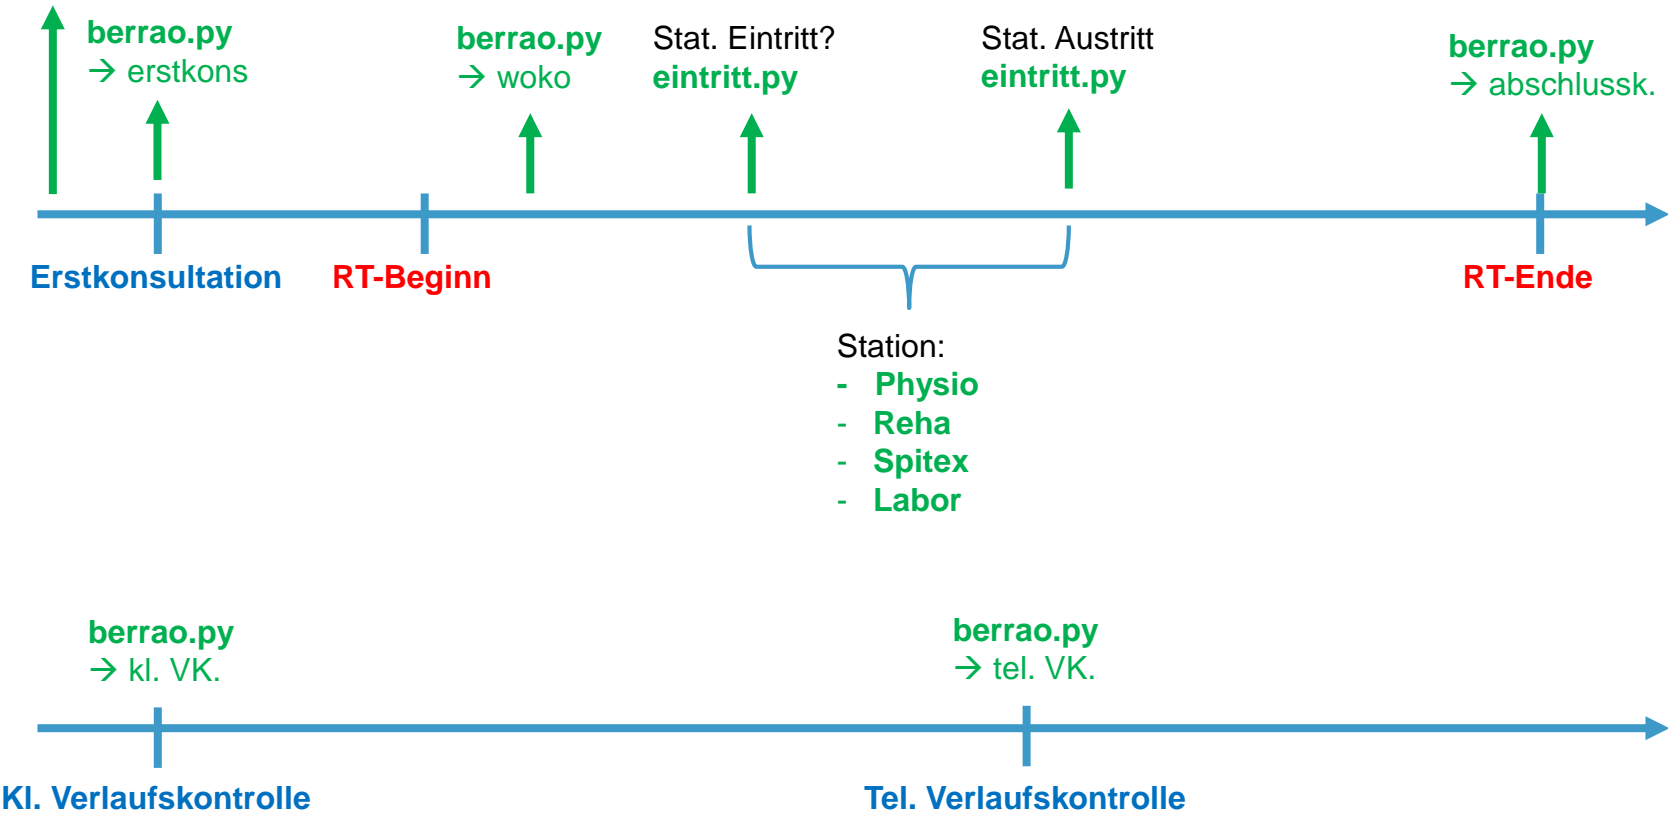 berrao.py
→ erstkons
berrao.py
→ woko
Stat. Eintritt?
eintritt.py
Stat. Austritt
eintritt.py
berrao.py
→ abschlussk.
Erstkonsultation
RT-Beginn
RT-Ende
Station:
- Physio
- Reha
- Spitex
- Labor
berrao.py
→ kl. VK.
berrao.py
→ tel. VK.
Kl. Verlaufskontrolle
Tel. Verlaufskontrolle